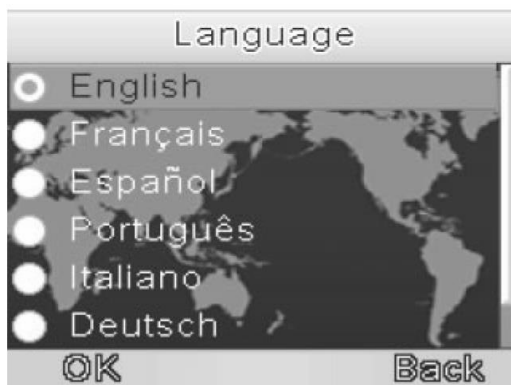 Language
English
Français
Español
Português
Italiano
Deutsch
OK Back